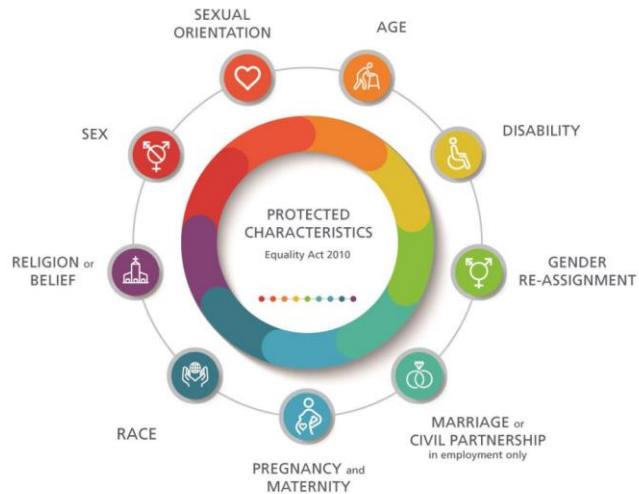 SEXUAL
ORIENTATION
AGE
SEX
DISABILITY
PROTECTED
CHARACTERISTICS
Equality Act 2010
RELIGION or
BELIEF
GENDER
RE-ASSIGNMENT
RACE
MARRIAGE or
CIVIL PARTNERSHIP
in employment only
PREGNANCY and
MATERNITY